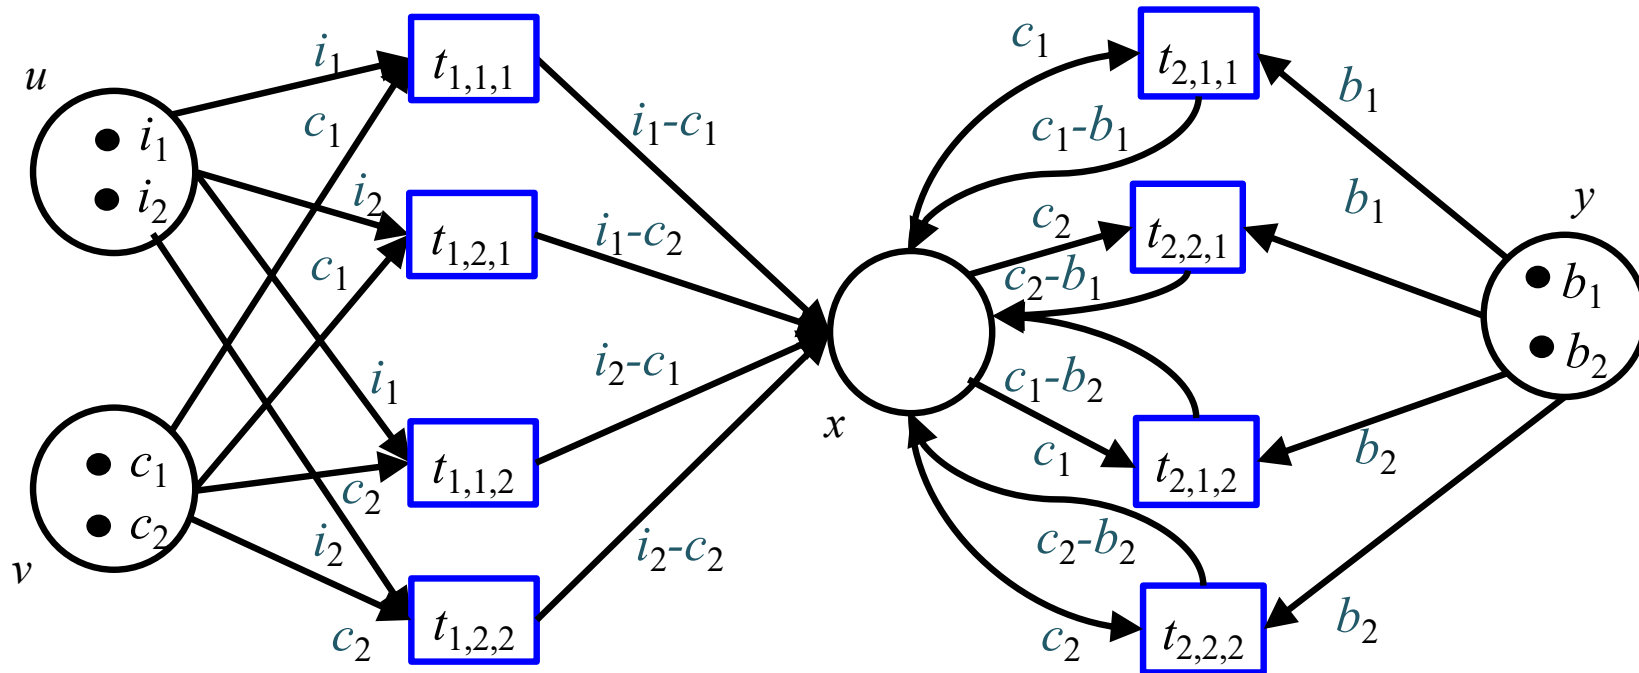 u
i₁
i₂
v
c₁
c₂
i₁
c₁
t₁,₁,₁
i₁-c₁
i₂
c₁
t₁,₂,₁
i₁-c₂
i₁
c₂
t₁,₁,₂
i₂-c₁
i₂
c₂
t₁,₂,₂
i₂-c₂
x
c₁
c₁-b₁
t₂,₁,₁
b₁
c₂
c₂-b₁
t₂,₂,₁
b₁
c₁-b₂
c₁
t₂,₁,₂
b₂
c₂-b₂
c₂
t₂,₂,₂
b₂
y
b₁
b₂